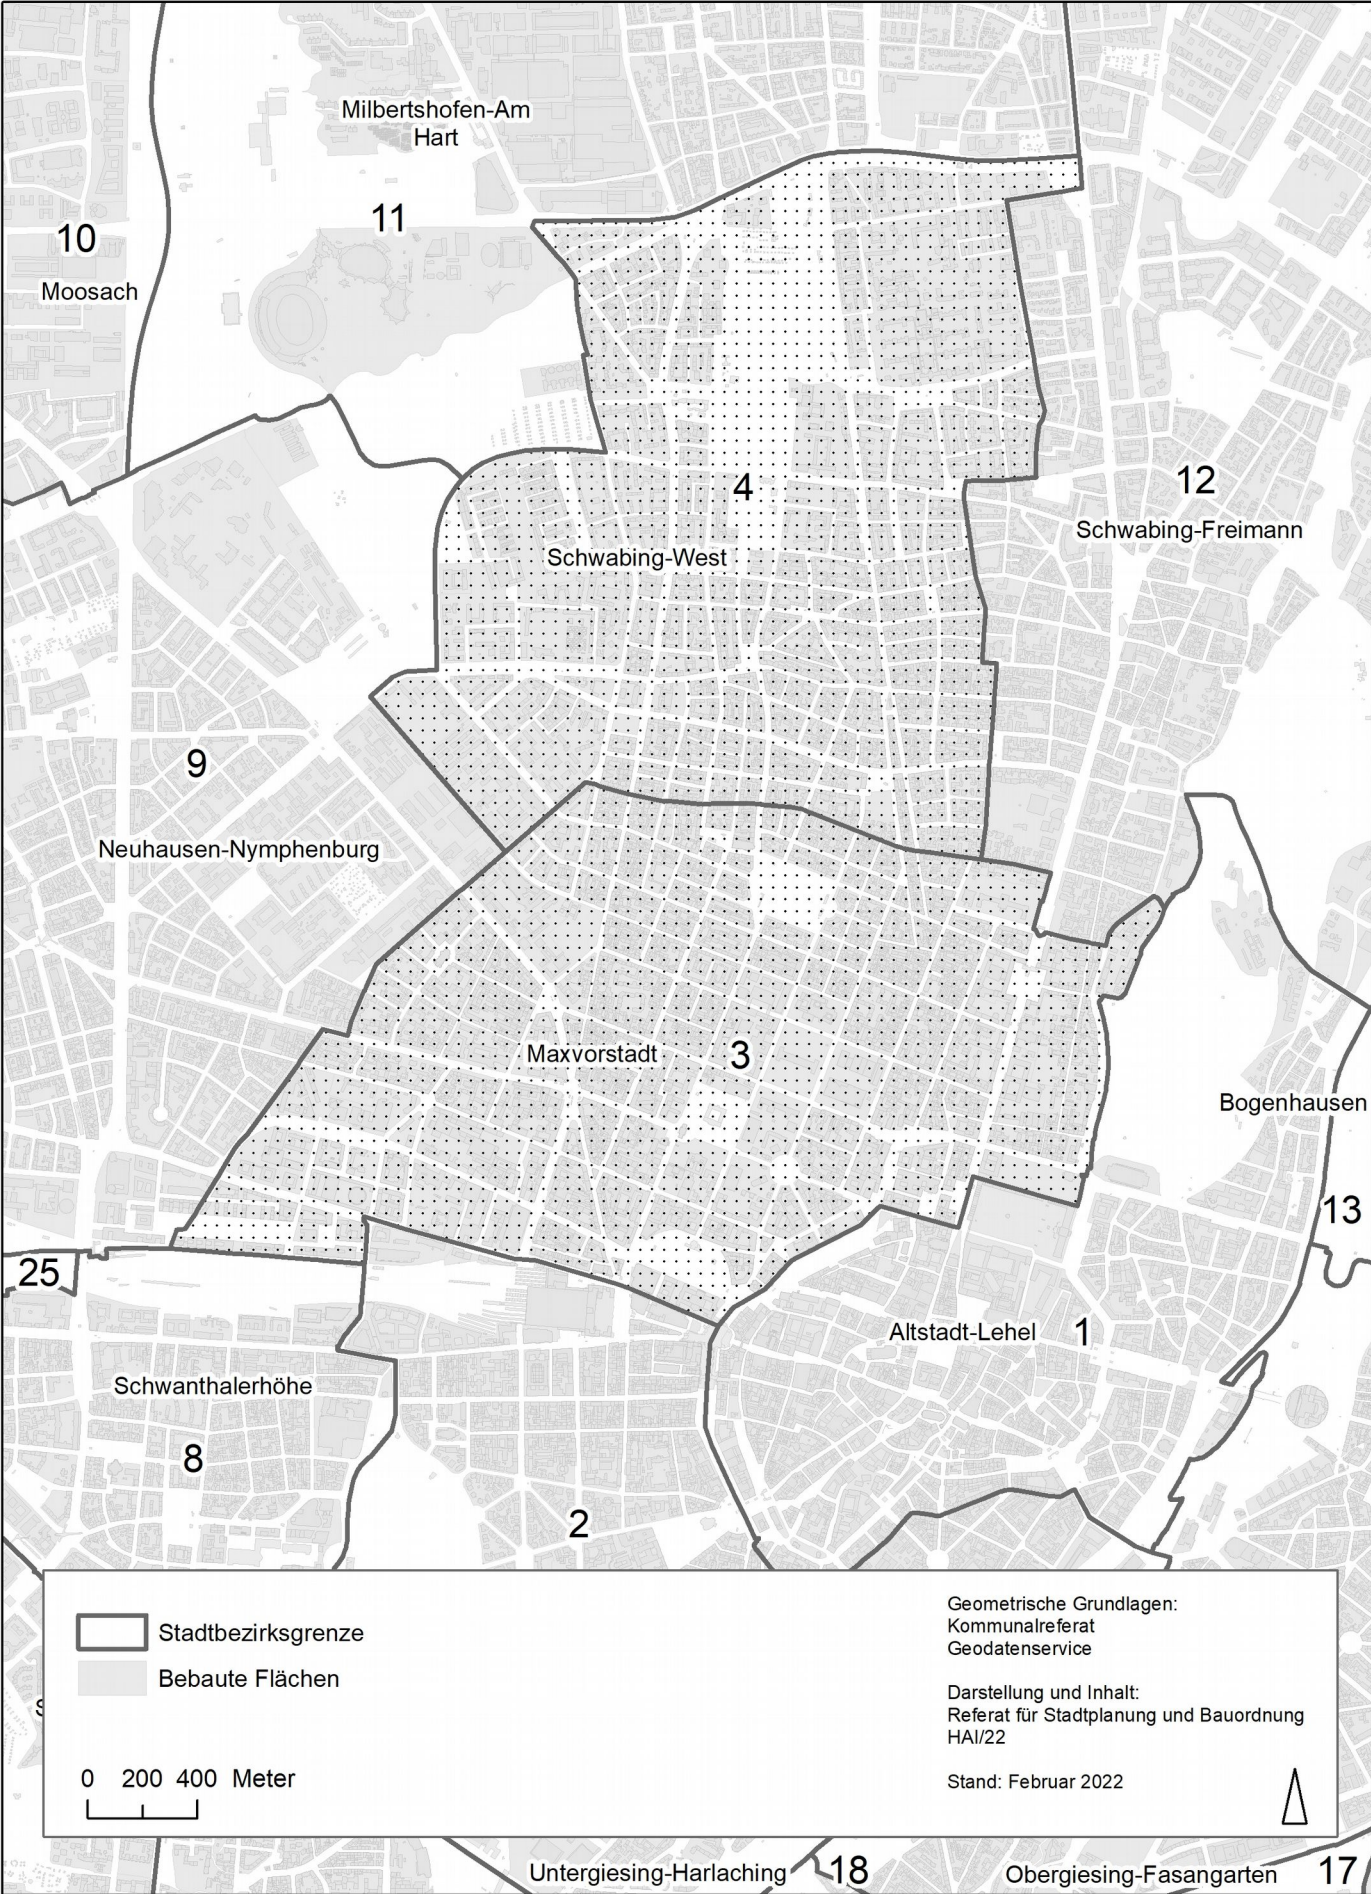 Milbertshofen-Am
Hart
11
10
Moosach
4
12
Schwabing-West
Schwabing-Freimann
9
Neuhausen-Nymphenburg
Maxvorstadt
3
Bogenhausen
13
25
Altstadt-Lehel
1
Schwanthalerhöhe
8
2
Stadtbezirksgrenze
Bebaute Flächen
0 200 400 Meter
Geometrische Grundlagen:
Kommunalreferat
Geodatenservice
Darstellung und Inhalt:
Referat für Stadtplanung und Bauordnung
HAI/22
Stand: Februar 2022
Untergiesing-Harlaching
18
Obergiesing-Fasangarten
17